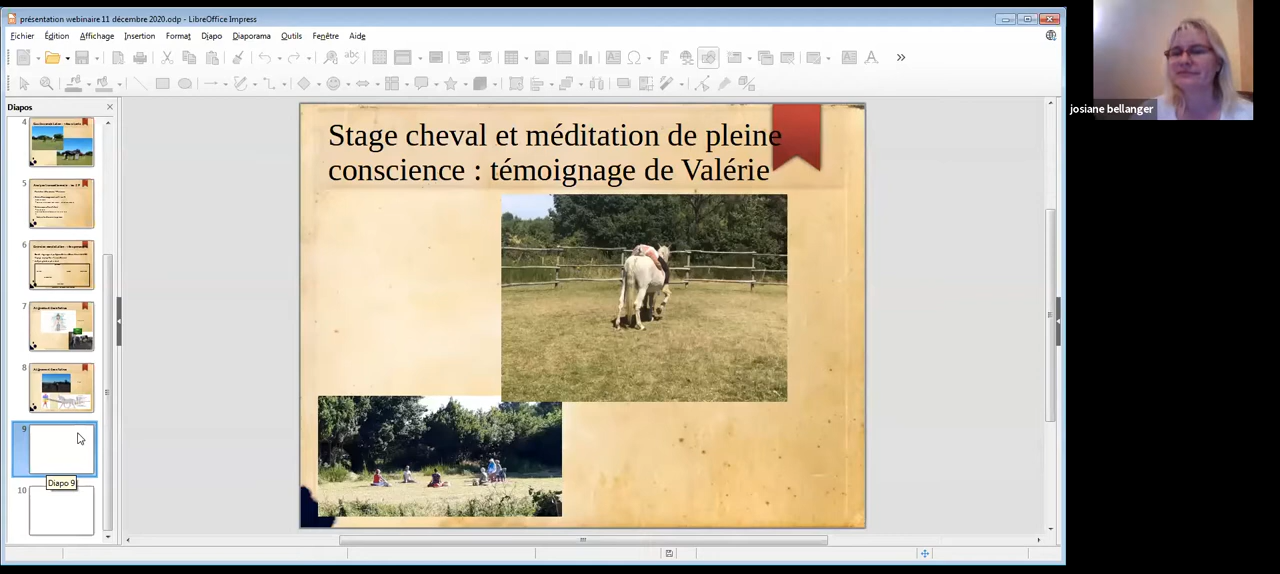 présentation webinaire 11 décembre 2020.odp - LibreOffice Impress
Fichier Édition Affichage Insertion Format Diapo Diaporama Outils Fenêtre Aide
Diapos
4
5
6
7
8
9
Diapo 9
10
Stage cheval et méditation de pleine
conscience : témoignage de Valérie
josiane bellanger